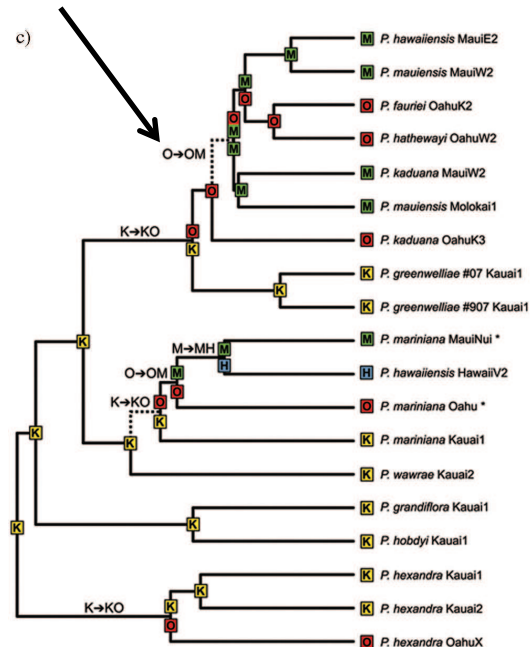 c)
M P. hawaiiensis MauiE2
M
M P. mauiensis MauiW2
M
O
O P. fauriei OahuK2
O
O
M
O P. hathewayi OahuW2
O→OM
M
M P. kaduana MauiW2
M
O
M P. mauiensis Molokai1
K→KO
O
O P. kaduana OahuK3
K
K P. greenwelliae #07 Kauai1
K
K P. greenwelliae #907 Kauai1
K
M→MH
M
M P. mariniana MauiNui *
O→OM
M
H
H P. hawaiiensis HawaiiV2
O
K→KO
O
O P. mariniana Oahu *
K
K
K P. mariniana Kauai1
K
K P. wawrae Kauai2
K P. grandiflora Kauai1
K
K
K P. hobdyi Kauai1
K P. hexandra Kauai1
K
K→KO
K
K P. hexandra Kauai2
O
O P. hexandra OahuX